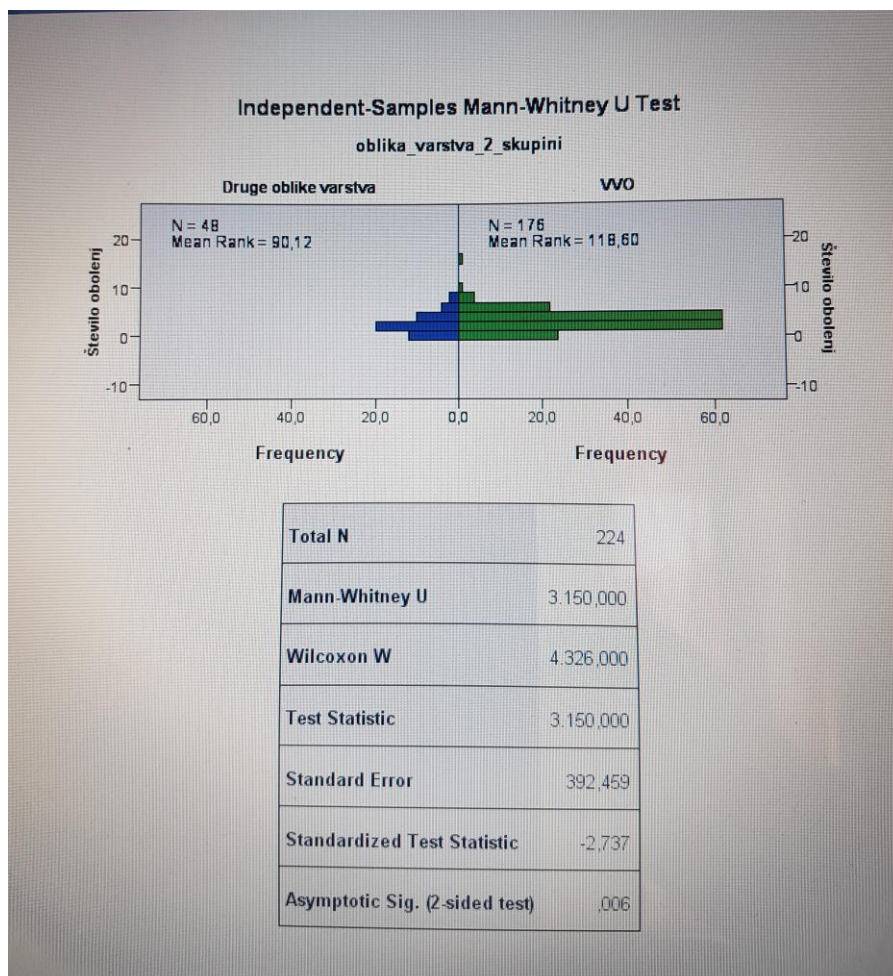 Independent-Samples Mann-Whitney U Test
oblika_varstva_2_skupini
Druge oblike varstva VVO
N = 48
Mean Rank = 90,12
N = 176
Mean Rank = 118,60
Število obolenj
20
10
0
-10
20
10
0
-10
Število obolenj
60,0 40,0 20,0 0,0 20,0 40,0 60,0
Frequency Frequency
Total N 224
Mann-Whitney U 3.150,000
Wilcoxon W 4.326,000
Test Statistic 3.150,000
Standard Error 392,459
Standardized Test Statistic -2,737
Asymptotic Sig. (2-sided test) ,006